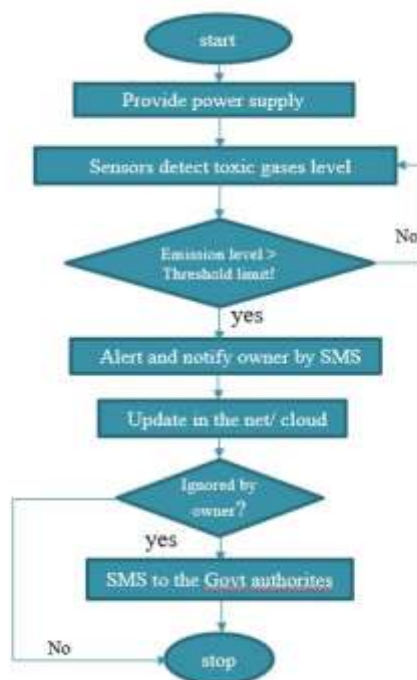 start
Provide power supply
Sensors detect toxic gases level
No
Emission level >
Threshold limit!
yes
Alert and notify owner by SMS
Update in the net/ cloud
Ignored by
owner?
yes
SMS to the Govt authorites
No
stop